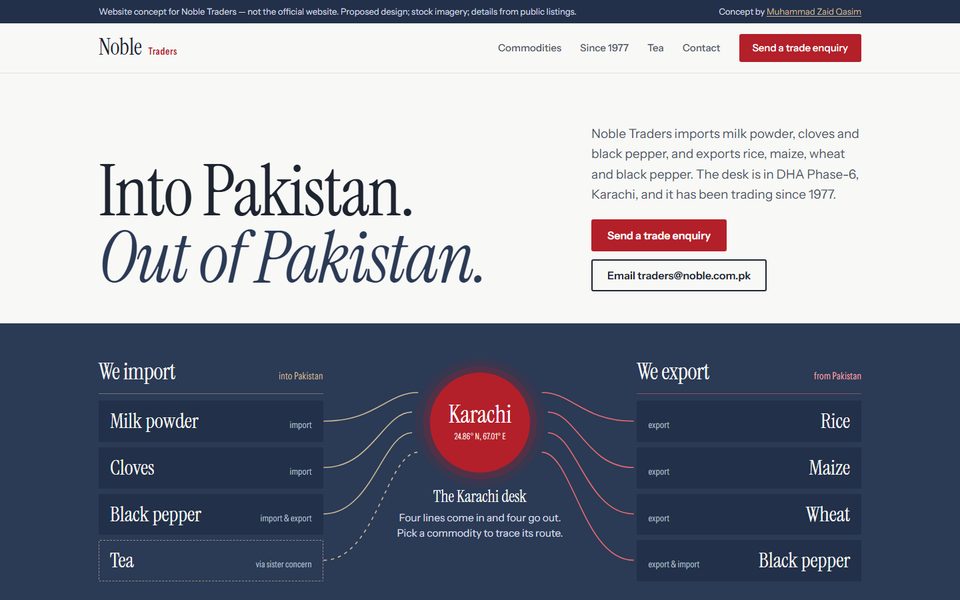 Website concept for Noble Traders — not the official website. Proposed design; stock imagery; details from public listings.
Concept by Muhammad Zaid Qasim
Noble Traders
Commodities
Since 1977
Tea
Contact
Send a trade enquiry
Into Pakistan.
Out of Pakistan.
Noble Traders imports milk powder, cloves and
black pepper, and exports rice, maize, wheat
and black pepper. The desk is in DHA Phase-6,
Karachi, and it has been trading since 1977.
Send a trade enquiry
Email traders@noble.com.pk
We import
into Pakistan
Milk powder
import
Cloves
import
Black pepper
import & export
Tea
via sister concern
Karachi
24.86° N, 67.01° E
The Karachi desk
Four lines come in and four go out.
Pick a commodity to trace its route.
We export
from Pakistan
export
Rice
export
Maize
export
Wheat
export & import
Black pepper